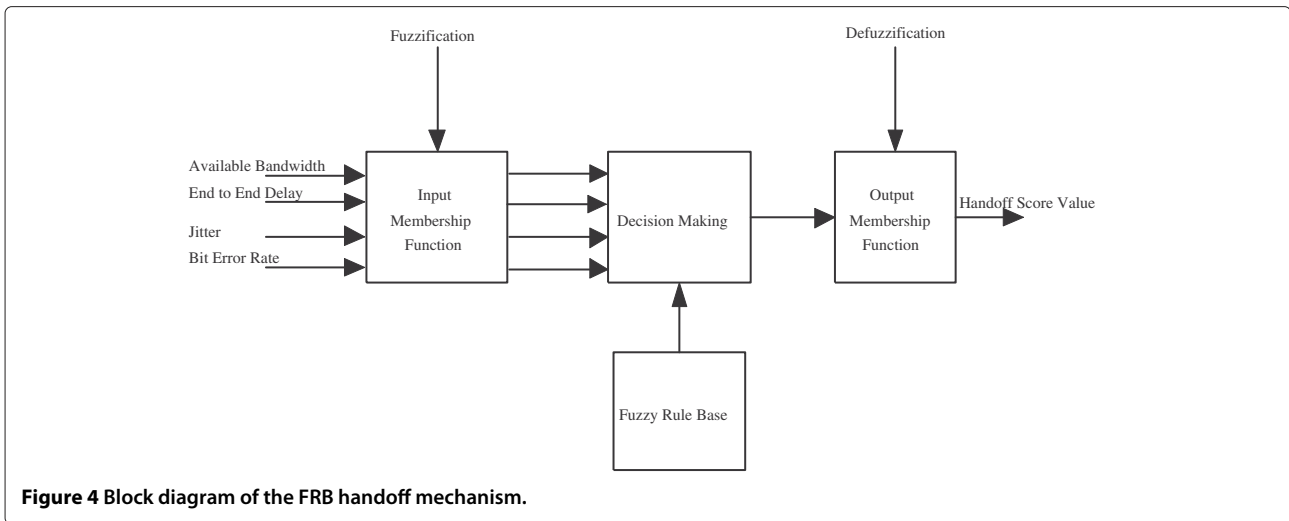 Fuzzification
Defuzzification
Available Bandwidth
End to End Delay
Jitter
Bit Error Rate
Input
Membership
Function
Decision Making
Output
Membership
Function
Handoff Score Value
Fuzzy Rule Base
Figure 4 Block diagram of the FRB handoff mechanism.